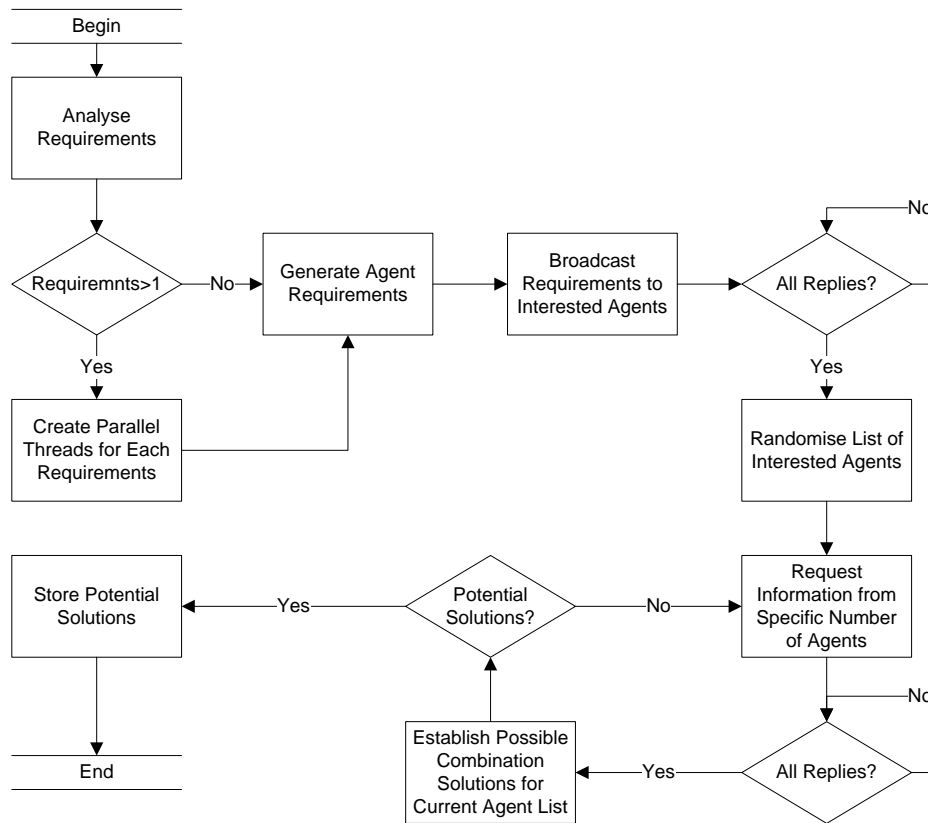 Begin
Analyse
Requirements
Requiremnts>1
No
Generate Agent
Requirements
Broadcast
Requirements to
Interested Agents
All Replies?
No
Yes
Yes
Create Parallel
Threads for Each
Requirements
Randomise List of
Interested Agents
Store Potential
Solutions
Yes
Potential
Solutions?
No
Request
Information from
Specific Number
of Agents
No
End
Establish Possible
Combination
Solutions for
Current Agent List
Yes
All Replies?